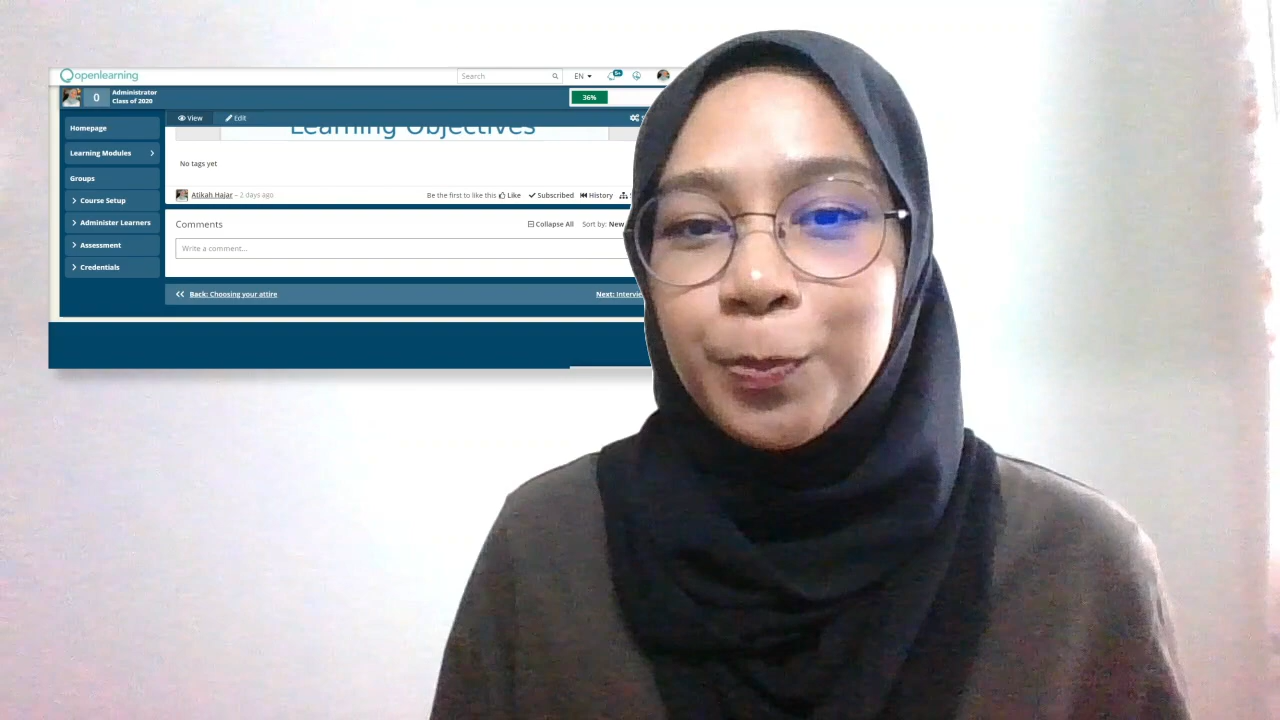 openlearning
Search
EN
0
Administrator
Class of 2020
36%
View
Edit
Homepage
Learning Modules
Groups
Course Setup
Administer Learners
Assessment
Credentials
Learning Objectives
No tags yet
Atikah Hajar – 2 days ago
Be the first to like this Like Subscribed History
Comments
Collapse All Sort by: New
Write a comment...
Back: Choosing your attire
Next: Intervie